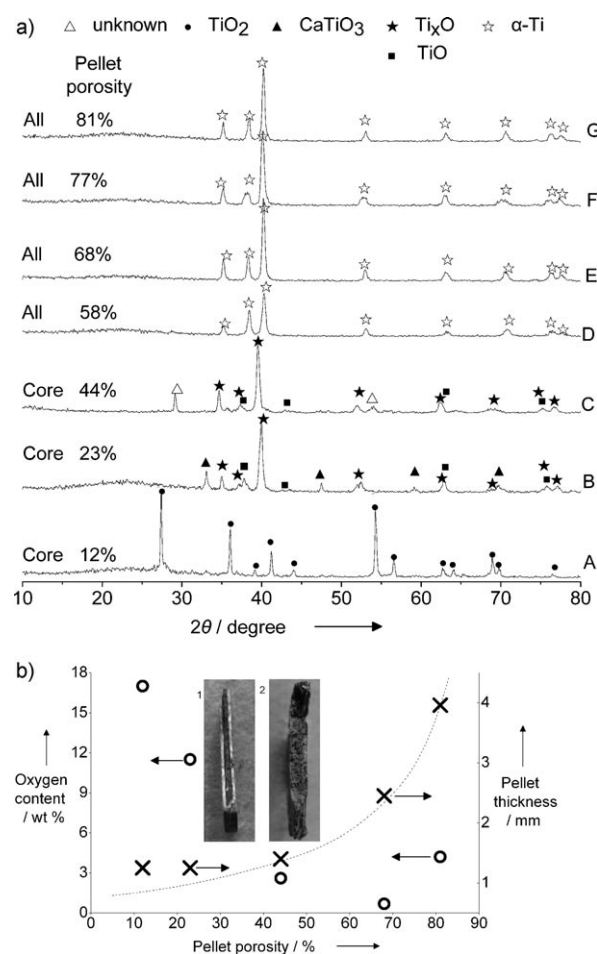 a) △ unknown ● TiO₂ ▲ CaTiO₃ ★ TiₓO ☆ α-Ti
■ TiO
Pellet
porosity
All 81% G
All 77% F
All 68% E
All 58% D
Core 44% C
Core 23% B
Core 12% A
10 20 30 40 50 60 70 80
2θ / degree
b)
18
15
12
9
6
3
0
Oxygen
content
/ wt %
1 2
4
3
2
1
Pellet
thickness
/ mm
0 10 20 30 40 50 60 70 80 90
Pellet porosity / %